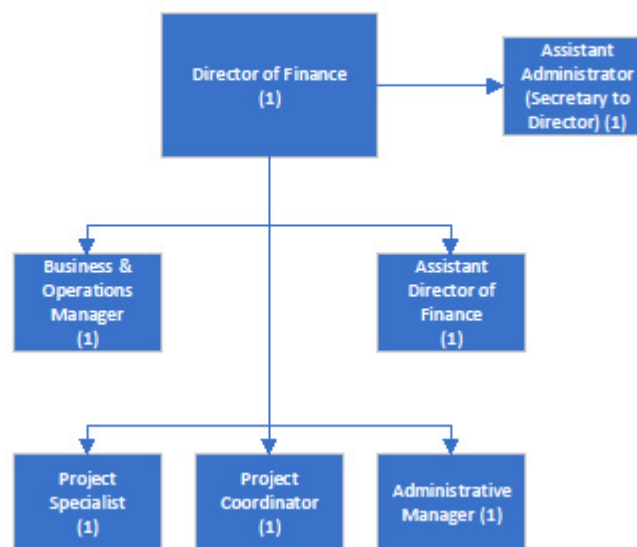 Director of Finance
(1)
Assistant
Administrator
(Secretary to
Director) (1)
Business &
Operations
Manager
(1)
Assistant
Director of
Finance
(1)
Project
Specialist
(1)
Project
Coordinator
(1)
Administrative
Manager (1)